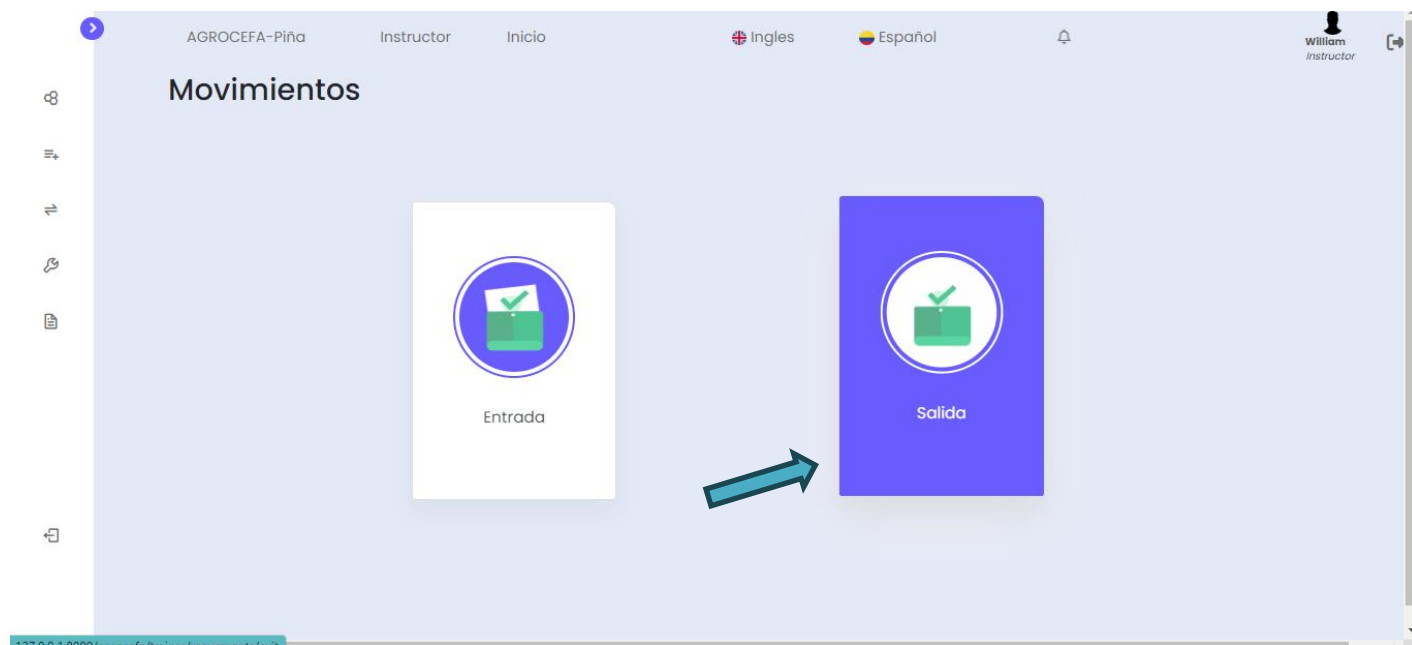 AGROCEFA-Piña Instructor Inicio Ingles Español
William
Instructor
Movimientos
Entrada
Salida